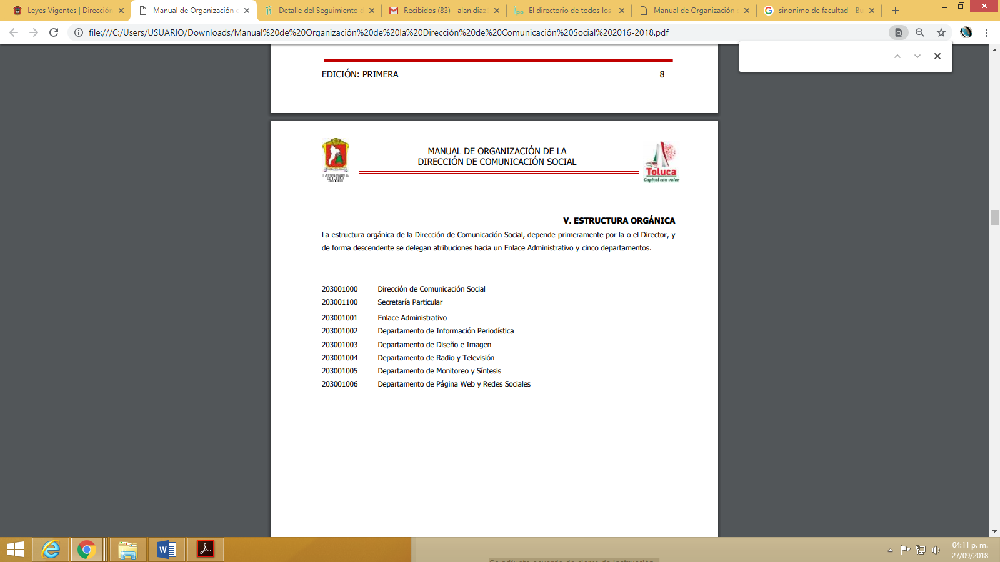 Leyes Vigentes | Dirección
Manual de Organización d
Detalle del Seguimiento d
Recibidos (83) - alan.diaz
El directorio de todos los
Manual de Organización
sinonimo de facultad - Bu
file:///C:/Users/USUARIO/Downloads/Manual%20de%20Organización%20de%20la%20Dirección%20de%20Comunicación%20Social%202016-2018.pdf
EDICIÓN: PRIMERA 8
MANUAL DE ORGANIZACIÓN DE LA
DIRECCIÓN DE COMUNICACIÓN SOCIAL
Toluca
Capital con valor
V. ESTRUCTURA ORGÁNICA
La estructura orgánica de la Dirección de Comunicación Social, depende primeramente por la o el Director, y
de forma descendente se delegan atribuciones hacia un Enlace Administrativo y cinco departamentos.
203001000 Dirección de Comunicación Social
203001100 Secretaría Particular
203001001 Enlace Administrativo
203001002 Departamento de Información Periodística
203001003 Departamento de Diseño e Imagen
203001004 Departamento de Radio y Televisión
203001005 Departamento de Monitoreo y Síntesis
203001006 Departamento de Página Web y Redes Sociales
04:11 p. m.
27/09/2018